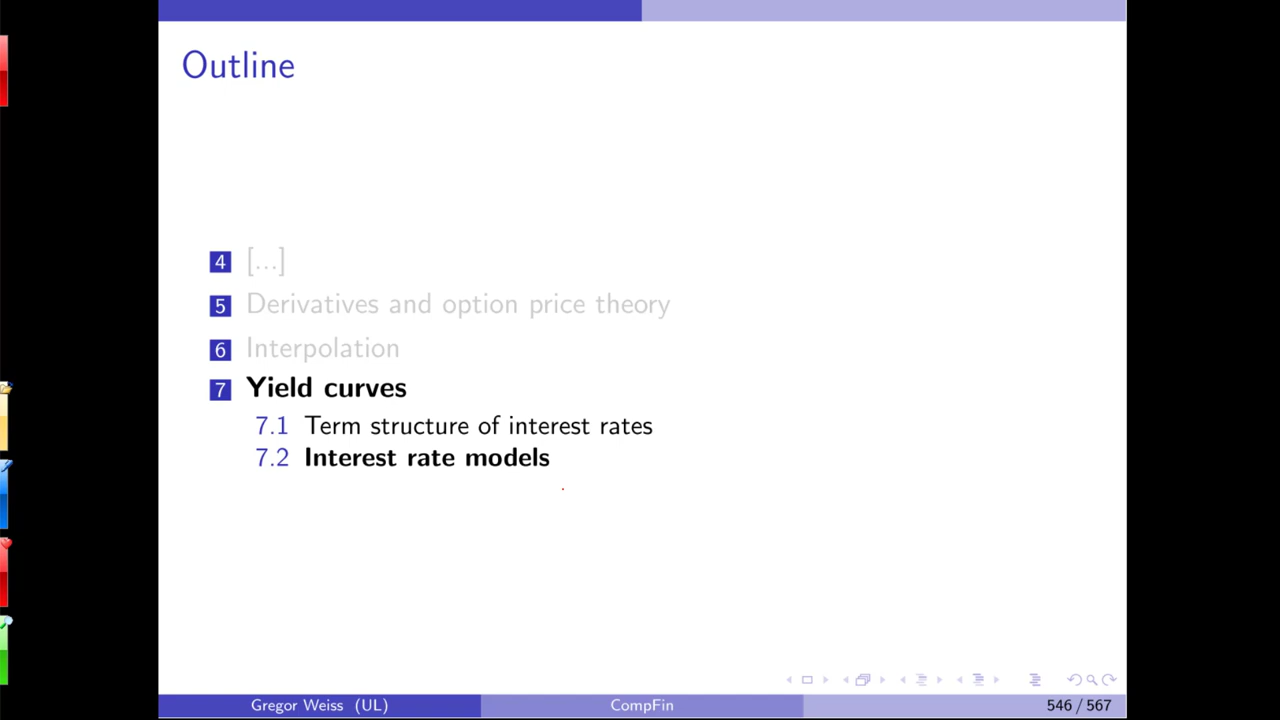 Outline
4 [...]
5 Derivatives and option price theory
6 Interpolation
7 Yield curves
7.1 Term structure of interest rates
7.2 Interest rate models
Gregor Weiss (UL) CompFin 546 / 567